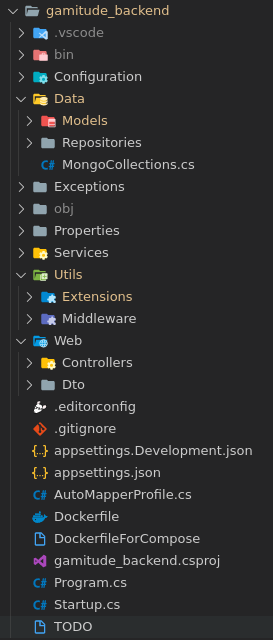 gamitude_backend
.vscode
bin
Configuration
Data
Models
Repositories
C# MongoCollections.cs
Exceptions
obj
Properties
Services
Utils
Extensions
Middleware
Web
Controllers
Dto
.editorconfig
.gitignore
{..} appsettings.Development.json
{..} appsettings.json
C# AutoMapperProfile.cs
Dockerfile
DockerfileForCompose
gamitude_backend.csproj
C# Program.cs
C# Startup.cs
TODO